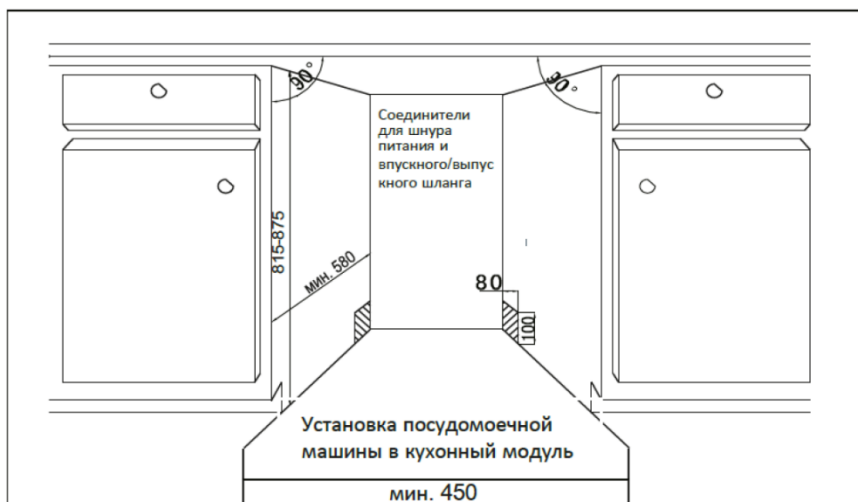 90°
90°
Соединители
для шнура
питания и
впускного/выпус
кного шланга
815-875
мин. 580
80
100
Установка посудомоечной
машины в кухонный модуль
мин. 450